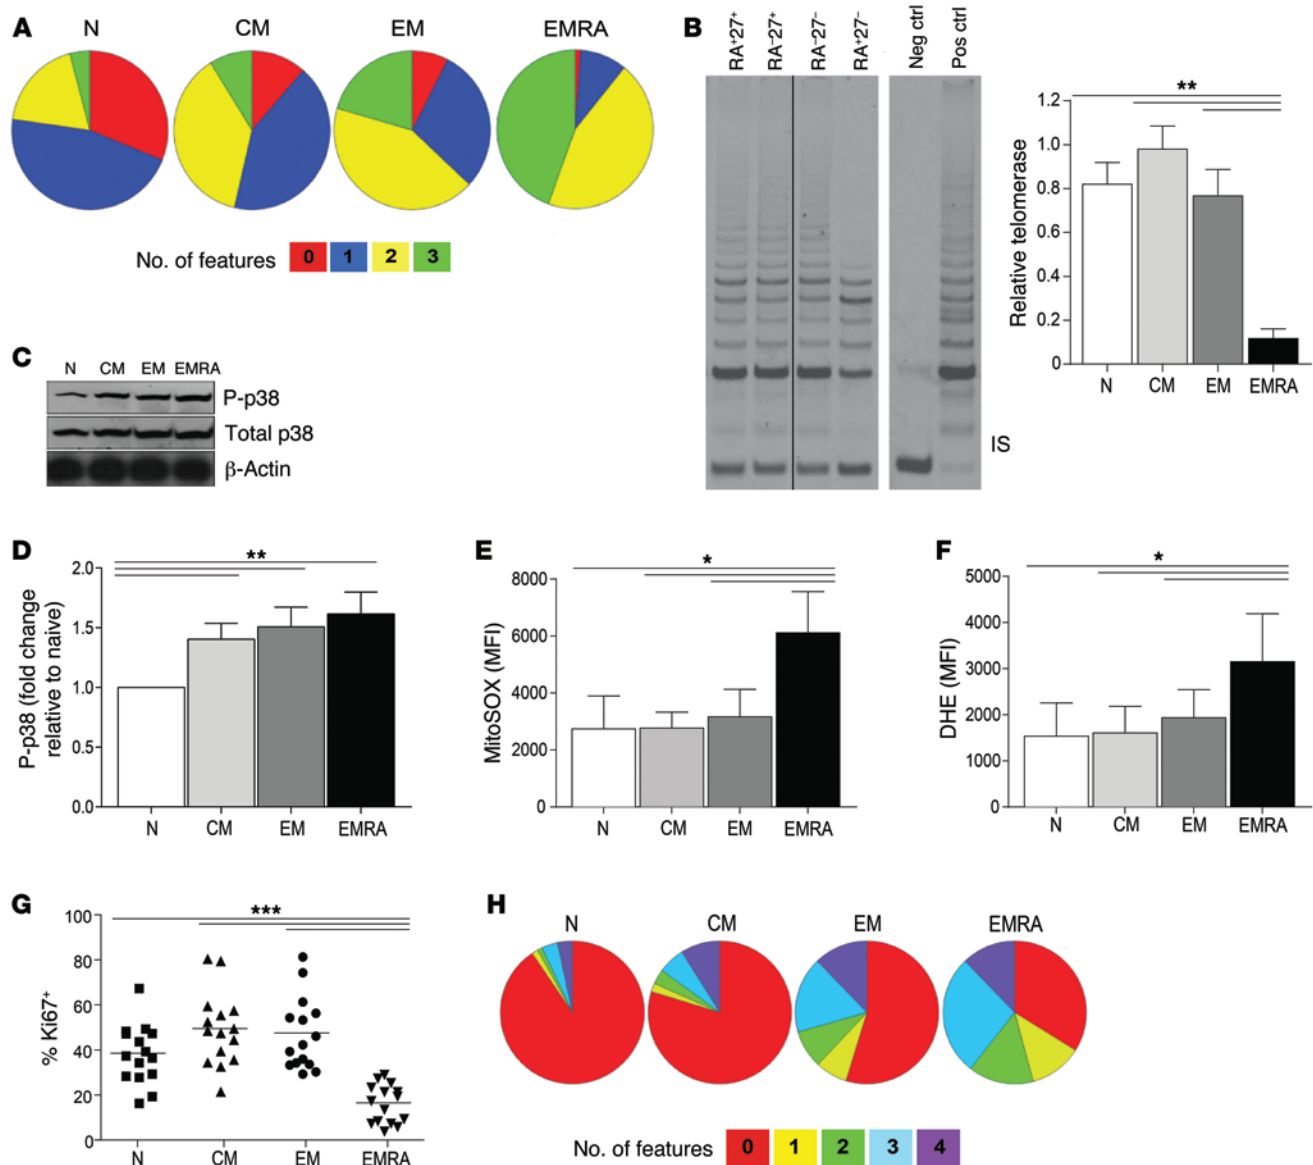 A
N CM EM EMRA
No. of features 0 1 2 3
B
RA⁺27⁺ RA⁻27⁺ RA⁻27⁻ RA⁺27⁻ Neg ctrl Pos ctrl
IS
**
Relative telomerase
1.2
1.0
0.8
0.6
0.4
0.2
0
N CM EM EMRA
C
N CM EM EMRA
P-p38
Total p38
β-Actin
D
**
P-p38 (fold change
relative to naive)
2.0
1.5
1.0
0.5
0.0
N CM EM EMRA
E
*
MitoSOX (MFI)
8000
6000
4000
2000
0
N CM EM EMRA
F
*
DHE (MFI)
5000
4000
3000
2000
1000
0
N CM EM EMRA
G
***
% Ki67⁺
100
80
60
40
20
0
N CM EM EMRA
H
N CM EM EMRA
No. of features 0 1 2 3 4